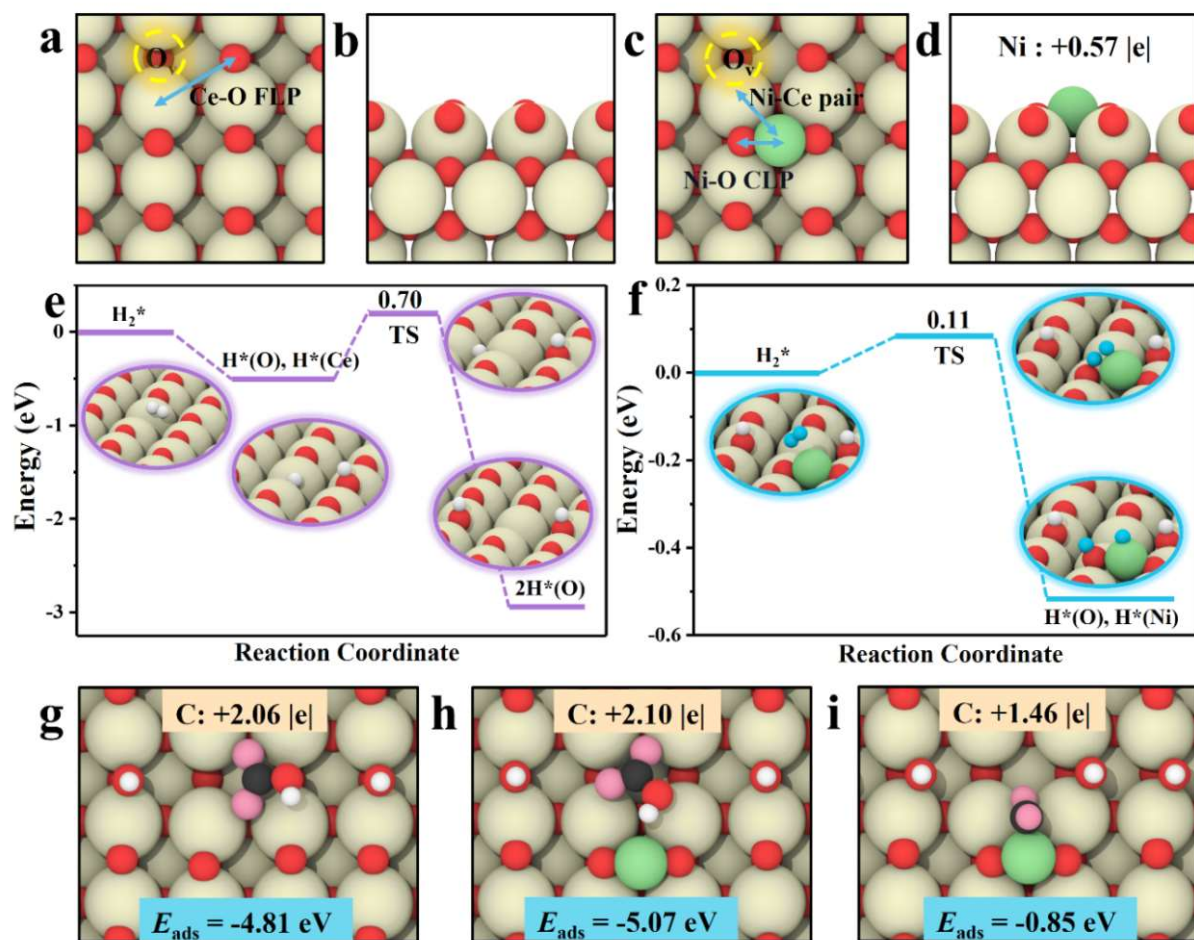 a
O
Ce-O FLP
b
c
Ov
Ni-Ce pair
Ni-O CLP
d
Ni : +0.57 |e|
e
Energy (eV)
0
-1
-2
-3
H2*
H*(O), H*(Ce)
0.70
TS
2H*(O)
Reaction Coordinate
f
Energy (eV)
0.2
0.0
-0.2
-0.4
-0.6
H2*
0.11
TS
H*(O), H*(Ni)
Reaction Coordinate
g
C: +2.06 |e|
Eads = -4.81 eV
h
C: +2.10 |e|
Eads = -5.07 eV
i
C: +1.46 |e|
Eads = -0.85 eV